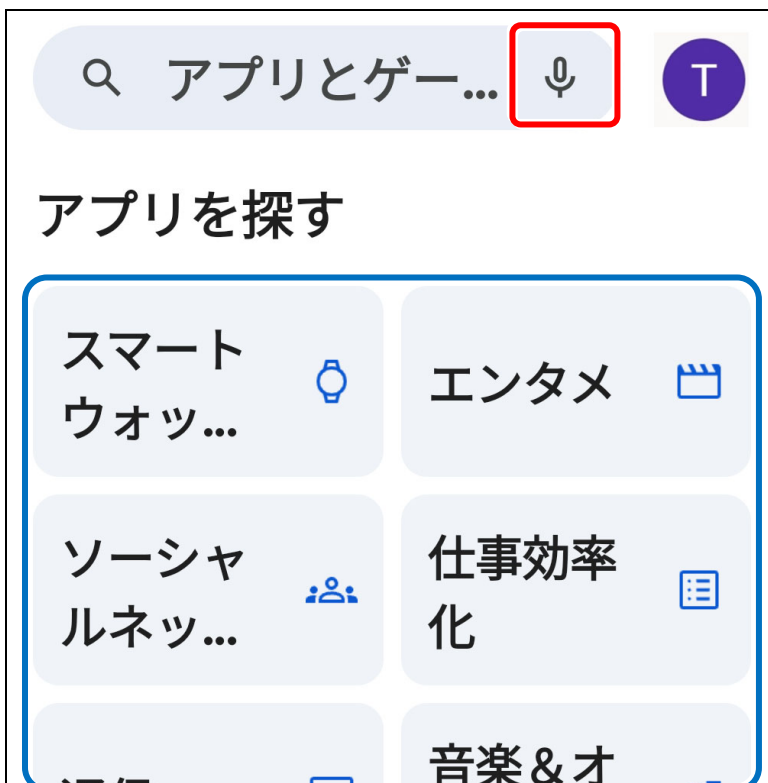 アプリとゲー...
T
アプリを探す
スマート
ウォッ...
エンタメ
ソーシャ
ルネッ...
仕事効率
化
音楽＆オ